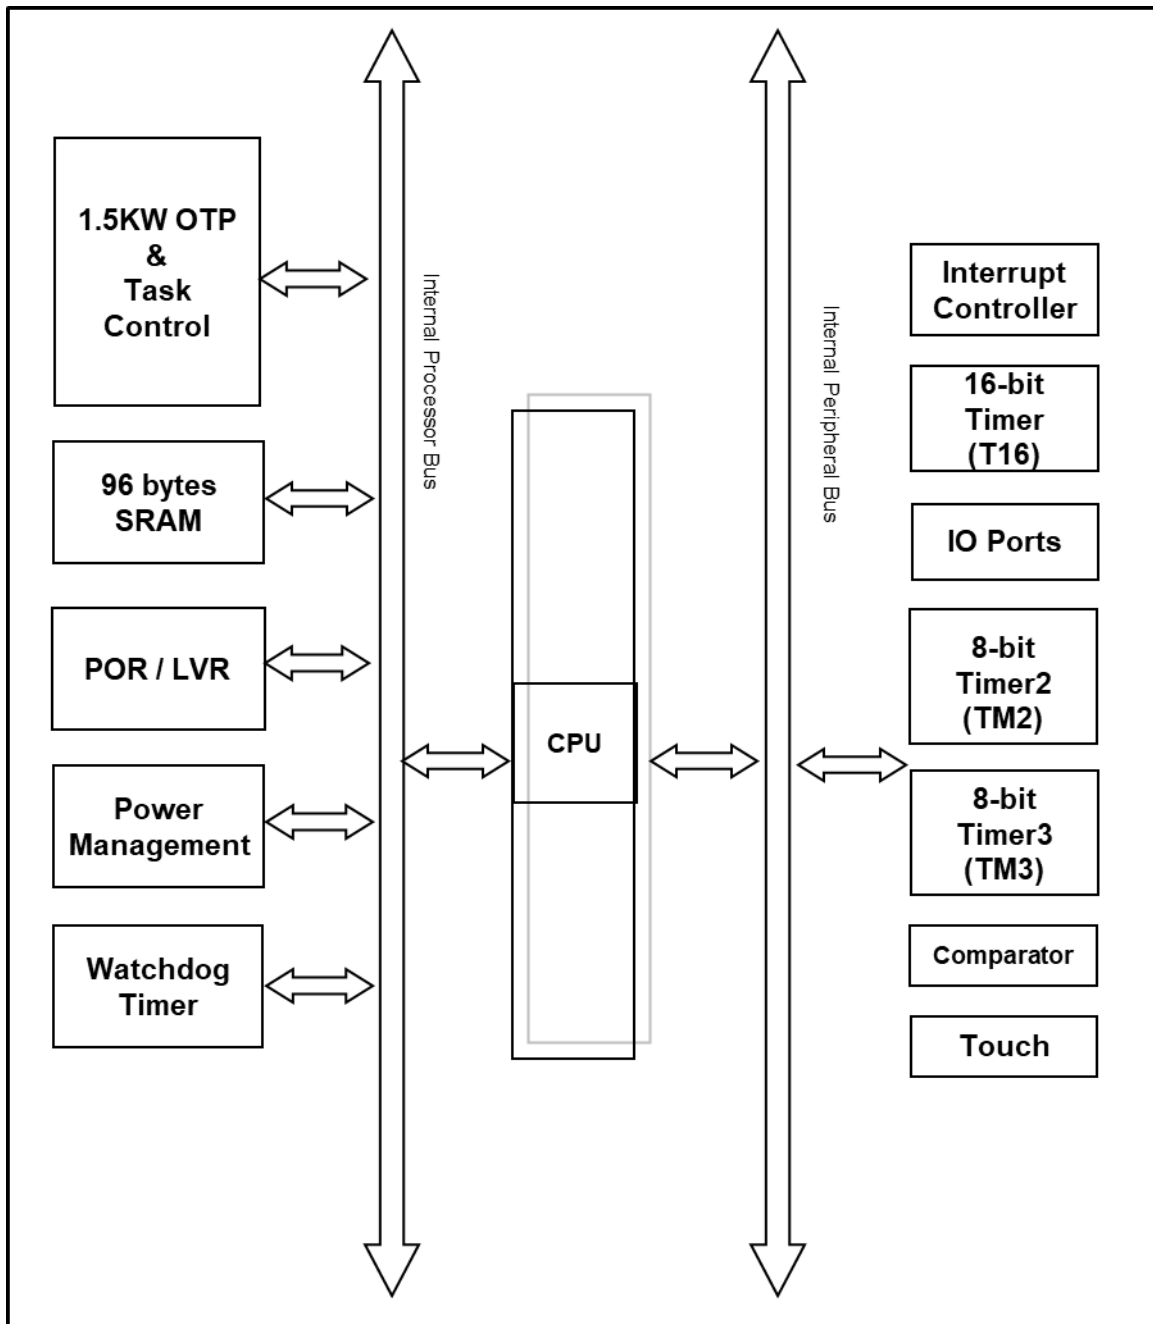 1.5KW OTP
&
Task
Control
96 bytes
SRAM
POR / LVR
Power
Management
Watchdog
Timer
Internal Processor Bus
CPU
Internal Peripheral Bus
Interrupt
Controller
16-bit
Timer
(T16)
IO Ports
8-bit
Timer2
(TM2)
8-bit
Timer3
(TM3)
Comparator
Touch